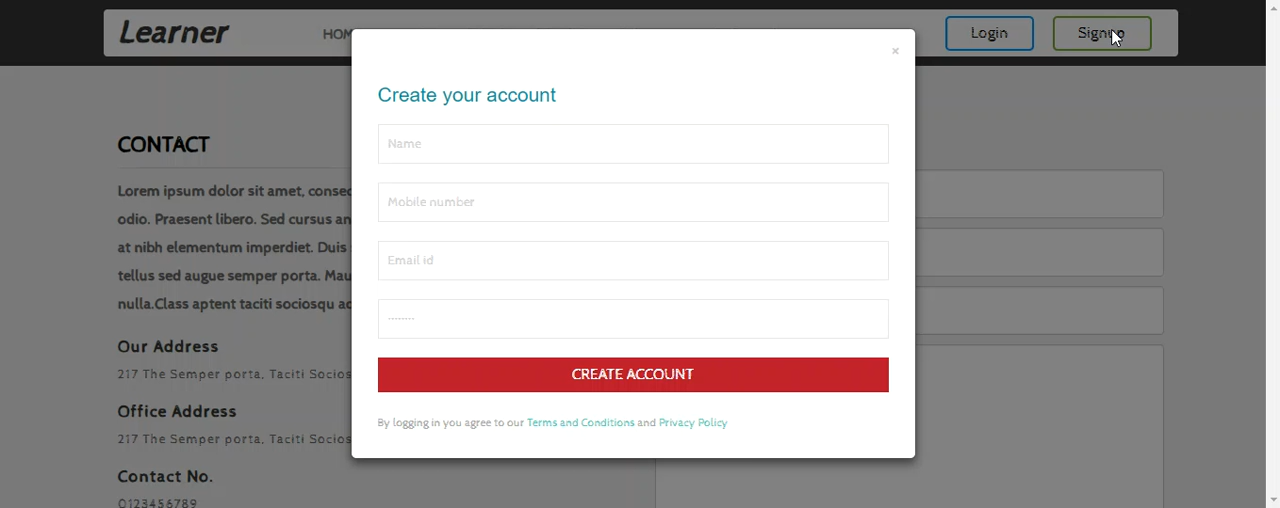 Learner
HOM
Login
Signup
×
Create your account
Name
Mobile number
Email id
........
CREATE ACCOUNT
By logging in you agree to our Terms and Conditions and Privacy Policy
CONTACT
Lorem ipsum dolor sit amet, consec
odio. Praesent libero. Sed cursus an
at nibh elementum imperdiet. Duis
tellus sed augue semper porta. Mau
nulla.Class aptent taciti sociosqu ad
Our Address
217 The Semper porta, Taciti Socios
Office Address
217 The Semper porta, Taciti Socios
Contact No.
0123456789